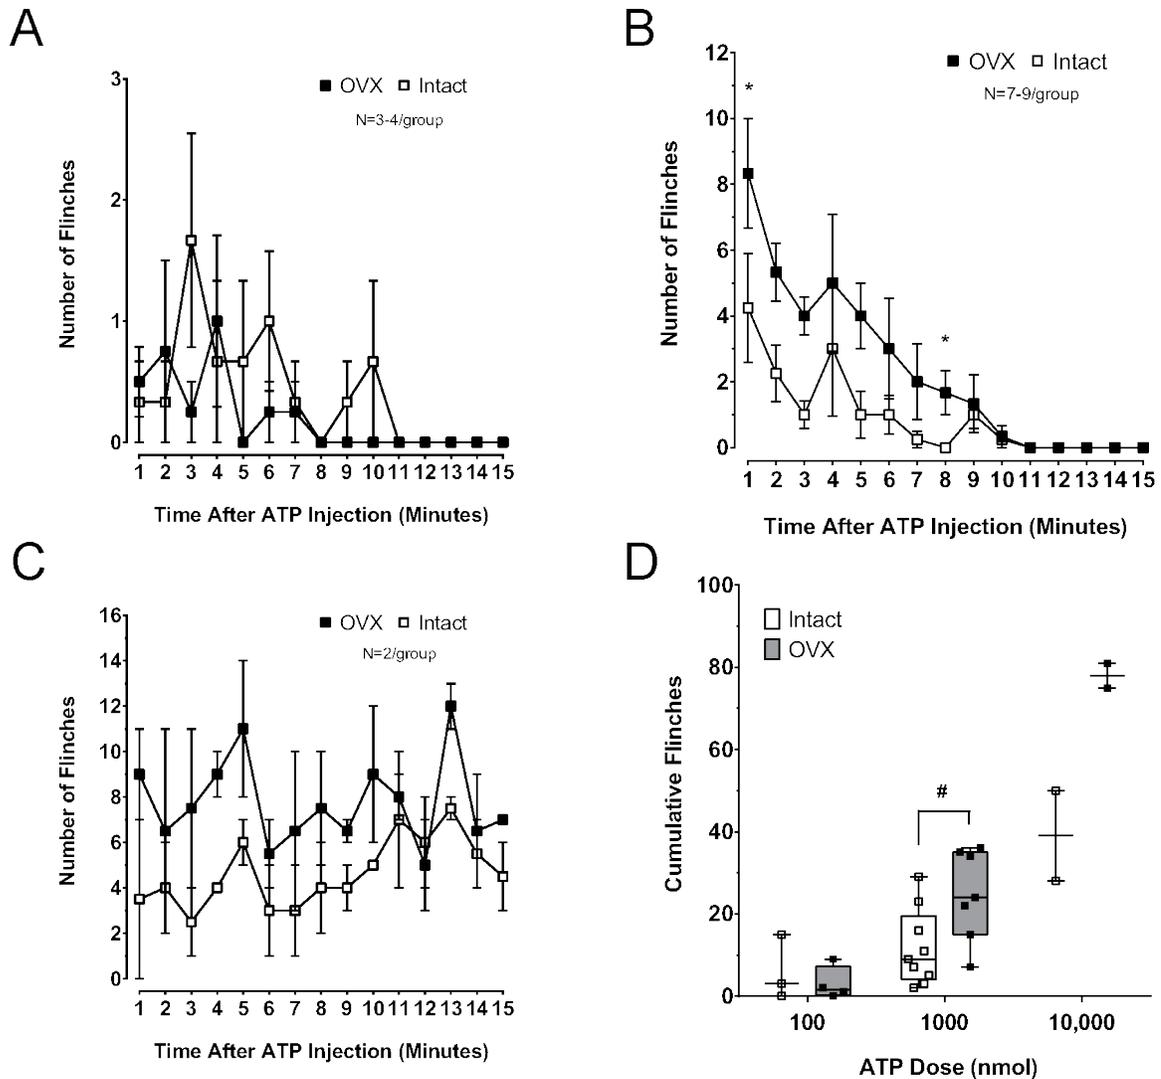 A
3
2
1
0
Number of Flinches
OVX Intact
N=3-4/group
1 2 3 4 5 6 7 8 9 10 11 12 13 14 15
Time After ATP Injection (Minutes)
B
12
10
8
6
4
2
0
Number of Flinches
OVX Intact
N=7-9/group
*
*
1 2 3 4 5 6 7 8 9 10 11 12 13 14 15
Time After ATP Injection (Minutes)
C
16
14
12
10
8
6
4
2
0
Number of Flinches
OVX Intact
N=2/group
1 2 3 4 5 6 7 8 9 10 11 12 13 14 15
Time After ATP Injection (Minutes)
D
100
80
60
40
20
0
Cumulative Flinches
Intact
OVX
#
100 1000 10,000
ATP Dose (nmol)